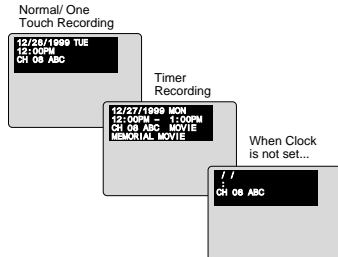 Normal/ One
Touch Recording
12/28/1999 TUE
12:00PM
CH 08 ABC
Timer
Recording
12/27/1999 MON
12:00PM - 1:00PM
CH 08 ABC MOVIE
MEMORIAL MOVIE
When Clock
is not set...
/ /
:
CH 08 ABC